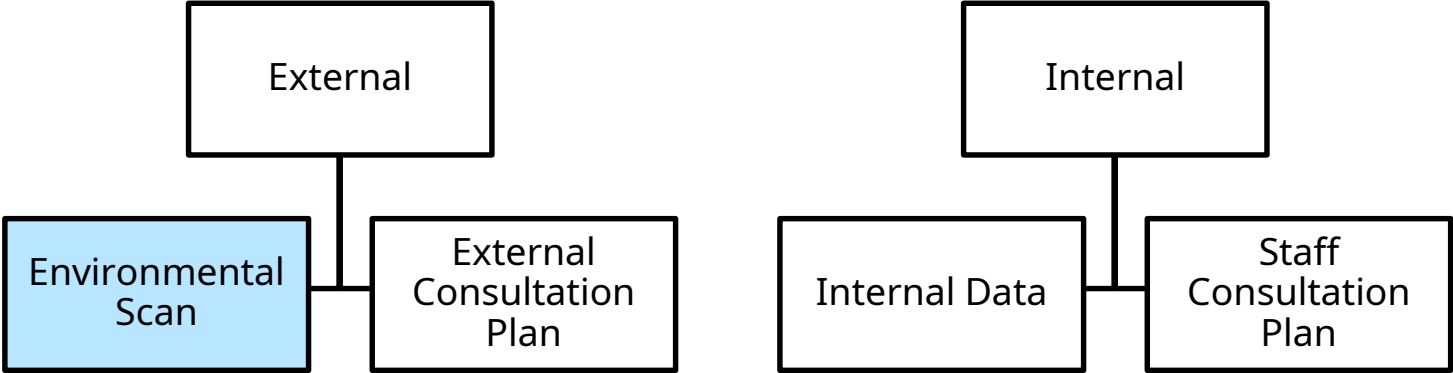 External
Internal
Environmental
Scan
External
Consultation
Plan
Internal Data
Staff
Consultation
Plan